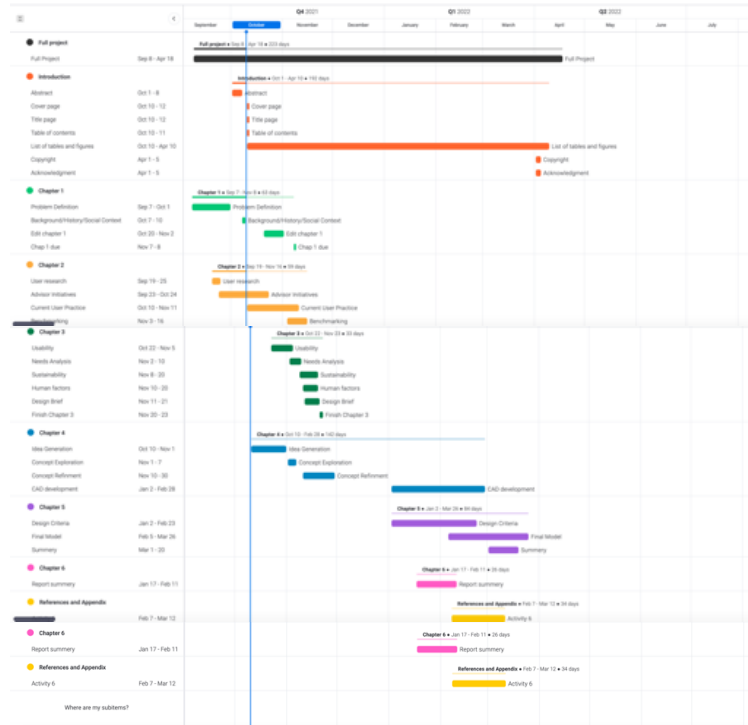 Q4 2021
Q1 2022
Q2 2022
September
October
November
December
January
February
March
April
May
June
July
Full project
Full project • Sep 8 - Apr 18 • 223 days
Full Project
Sep 8 - Apr 18
Full Project
Introduction
Introduction • Oct 1 - Apr 10 • 192 days
Abstract
Oct 1 - 8
Abstract
Cover page
Oct 10 - 12
Cover page
Title page
Oct 10 - 12
Title page
Table of contents
Oct 10 - 11
Table of contents
List of tables and figures
Oct 10 - Apr 10
List of tables and figures
Copyright
Apr 1 - 5
Copyright
Acknowledgment
Apr 1 - 5
Acknowledgment
Chapter 1
Chapter 1 • Sep 7 - Nov 8 • 63 days
Problem Definition
Sep 7 - Oct 1
Problem Definition
Background/History/Social Context
Oct 7 - 10
Background/History/Social Context
Edit chapter 1
Oct 20 - Nov 2
Edit chapter 1
Chap 1 due
Nov 7 - 8
Chap 1 due
Chapter 2
Chapter 2 • Sep 19 - Nov 16 • 59 days
User research
Sep 19 - 25
User research
Advisor Initiatives
Sep 23 - Oct 24
Advisor Initiatives
Current User Practice
Oct 10 - Nov 11
Current User Practice
Benchmarking
Nov 3 - 16
Benchmarking
Chapter 3
Chapter 3 • Oct 22 - Nov 23 • 33 days
Usability
Oct 22 - Nov 5
Usability
Needs Analysis
Nov 3 - 10
Needs Analysis
Sustainability
Nov 8 - 20
Sustainability
Human factors
Nov 10 - 20
Human factors
Design Brief
Nov 11 - 21
Design Brief
Finish Chapter 3
Nov 20 - 23
Finish Chapter 3
Chapter 4
Chapter 4 • Oct 10 - Feb 28 • 142 days
Idea Generation
Oct 10 - Nov 1
Idea Generation
Concept Exploration
Nov 1 - 7
Concept Exploration
Concept Refinment
Nov 10 - 30
Concept Refinment
CAD development
Jan 2 - Feb 28
CAD development
Chapter 5
Chapter 5 • Jan 2 - Mar 26 • 84 days
Design Criteria
Jan 2 - Feb 23
Design Criteria
Final Model
Feb 5 - Mar 26
Final Model
Summery
Mar 1 - 20
Summery
Chapter 6
Chapter 6 • Jan 17 - Feb 11 • 26 days
Report summery
Jan 17 - Feb 11
Report summery
References and Appendix
References and Appendix • Feb 7 - Mar 12 • 34 days
Feb 7 - Mar 12
Activity 6
Chapter 6
Chapter 6 • Jan 17 - Feb 11 • 26 days
Report summery
Jan 17 - Feb 11
Report summery
References and Appendix
References and Appendix • Feb 7 - Mar 12 • 34 days
Activity 6
Feb 7 - Mar 12
Activity 6
Where are my subitems?